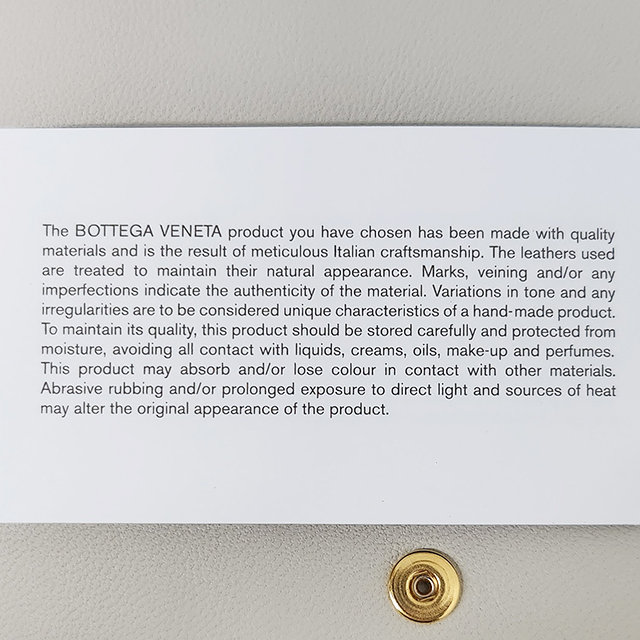 The BOTTEGA VENETA product you have chosen has been made with quality
materials and is the result of meticulous Italian craftsmanship. The leathers used
are treated to maintain their natural appearance. Marks, veining and/or any
imperfections indicate the authenticity of the material. Variations in tone and any
irregularities are to be considered unique characteristics of a hand-made product.
To maintain its quality, this product should be stored carefully and protected from
moisture, avoiding all contact with liquids, creams, oils, make-up and perfumes.
This product may absorb and/or lose colour in contact with other materials.
Abrasive rubbing and/or prolonged exposure to direct light and sources of heat
may alter the original appearance of the product.